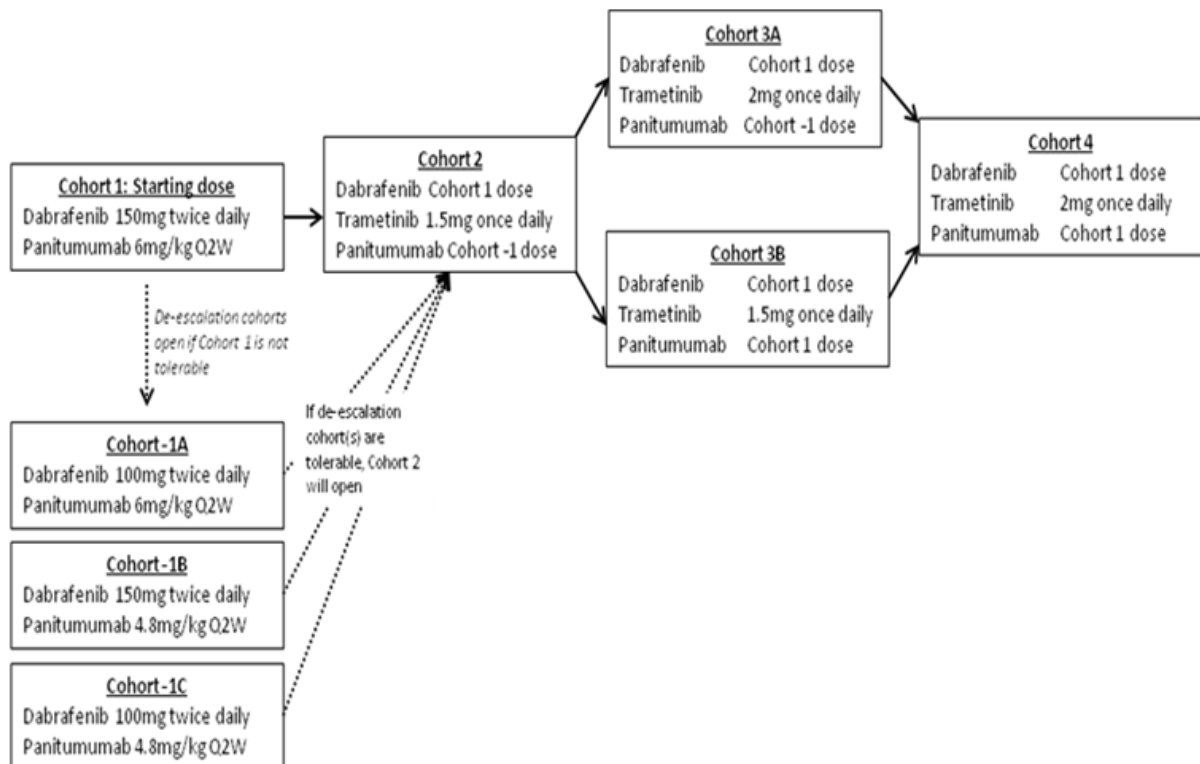 Cohort 1: Starting dose
Dabrafenib 150mg twice daily
Panitumumab 6mg/kg Q2W
De-escalation cohorts
open if Cohort 1 is not
tolerable
Cohort -1A
Dabrafenib 100mg twice daily
Panitumumab 6mg/kg Q2W
Cohort -1B
Dabrafenib 150mg twice daily
Panitumumab 4.8mg/kg Q2W
Cohort -1C
Dabrafenib 100mg twice daily
Panitumumab 4.8mg/kg Q2W
If de-escalation
cohort(s) are
tolerable, Cohort 2
will open
Cohort 2
Dabrafenib Cohort 1 dose
Trametinib 1.5mg once daily
Panitumumab Cohort -1 dose
Cohort 3A
Dabrafenib Cohort 1 dose
Trametinib 2mg once daily
Panitumumab Cohort -1 dose
Cohort 3B
Dabrafenib Cohort 1 dose
Trametinib 1.5mg once daily
Panitumumab Cohort 1 dose
Cohort 4
Dabrafenib Cohort 1 dose
Trametinib 2mg once daily
Panitumumab Cohort 1 dose